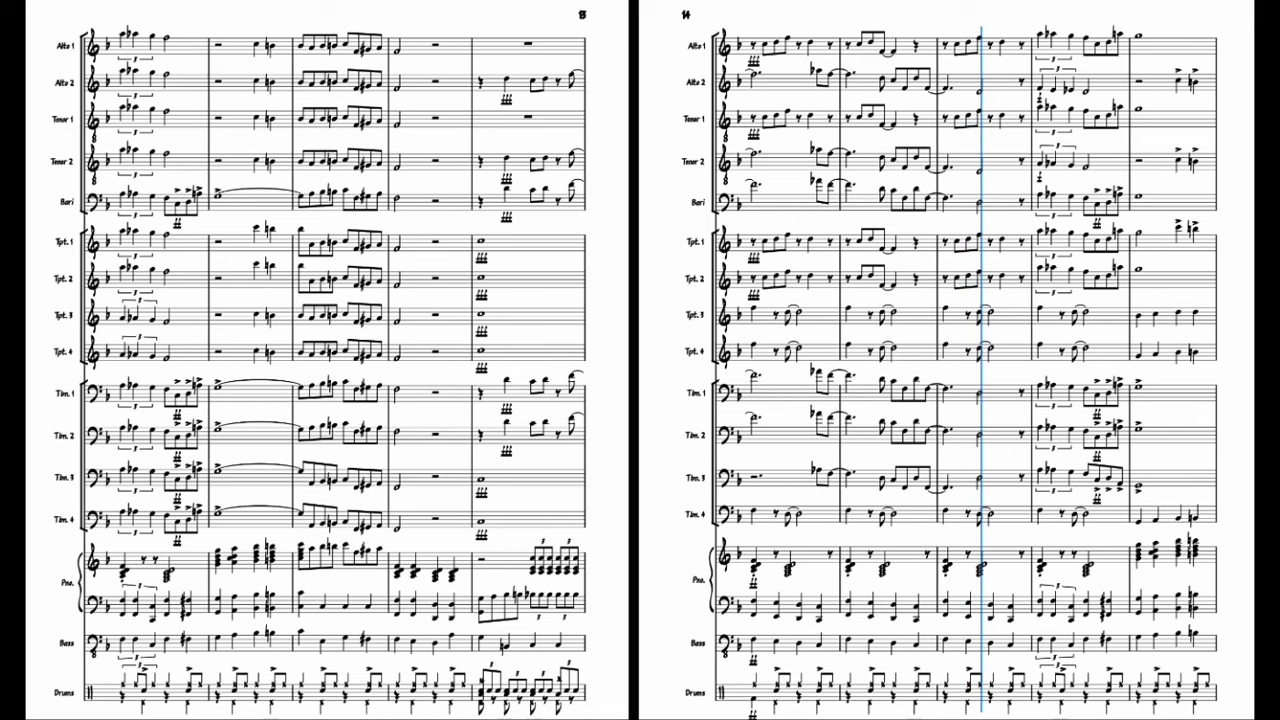 13
Alto 1
Alto 2
Tenor 1
Tenor 2
Bari
Tpt. 1
Tpt. 2
Tpt. 3
Tpt. 4
Tbn. 1
Tbn. 2
Tbn. 3
Tbn. 4
Pno.
Bass
Drums
14
Alto 1
Alto 2
Tenor 1
Tenor 2
Bari
Tpt. 1
Tpt. 2
Tpt. 3
Tpt. 4
Tbn. 1
Tbn. 2
Tbn. 3
Tbn. 4
Pno.
Bass
Drums